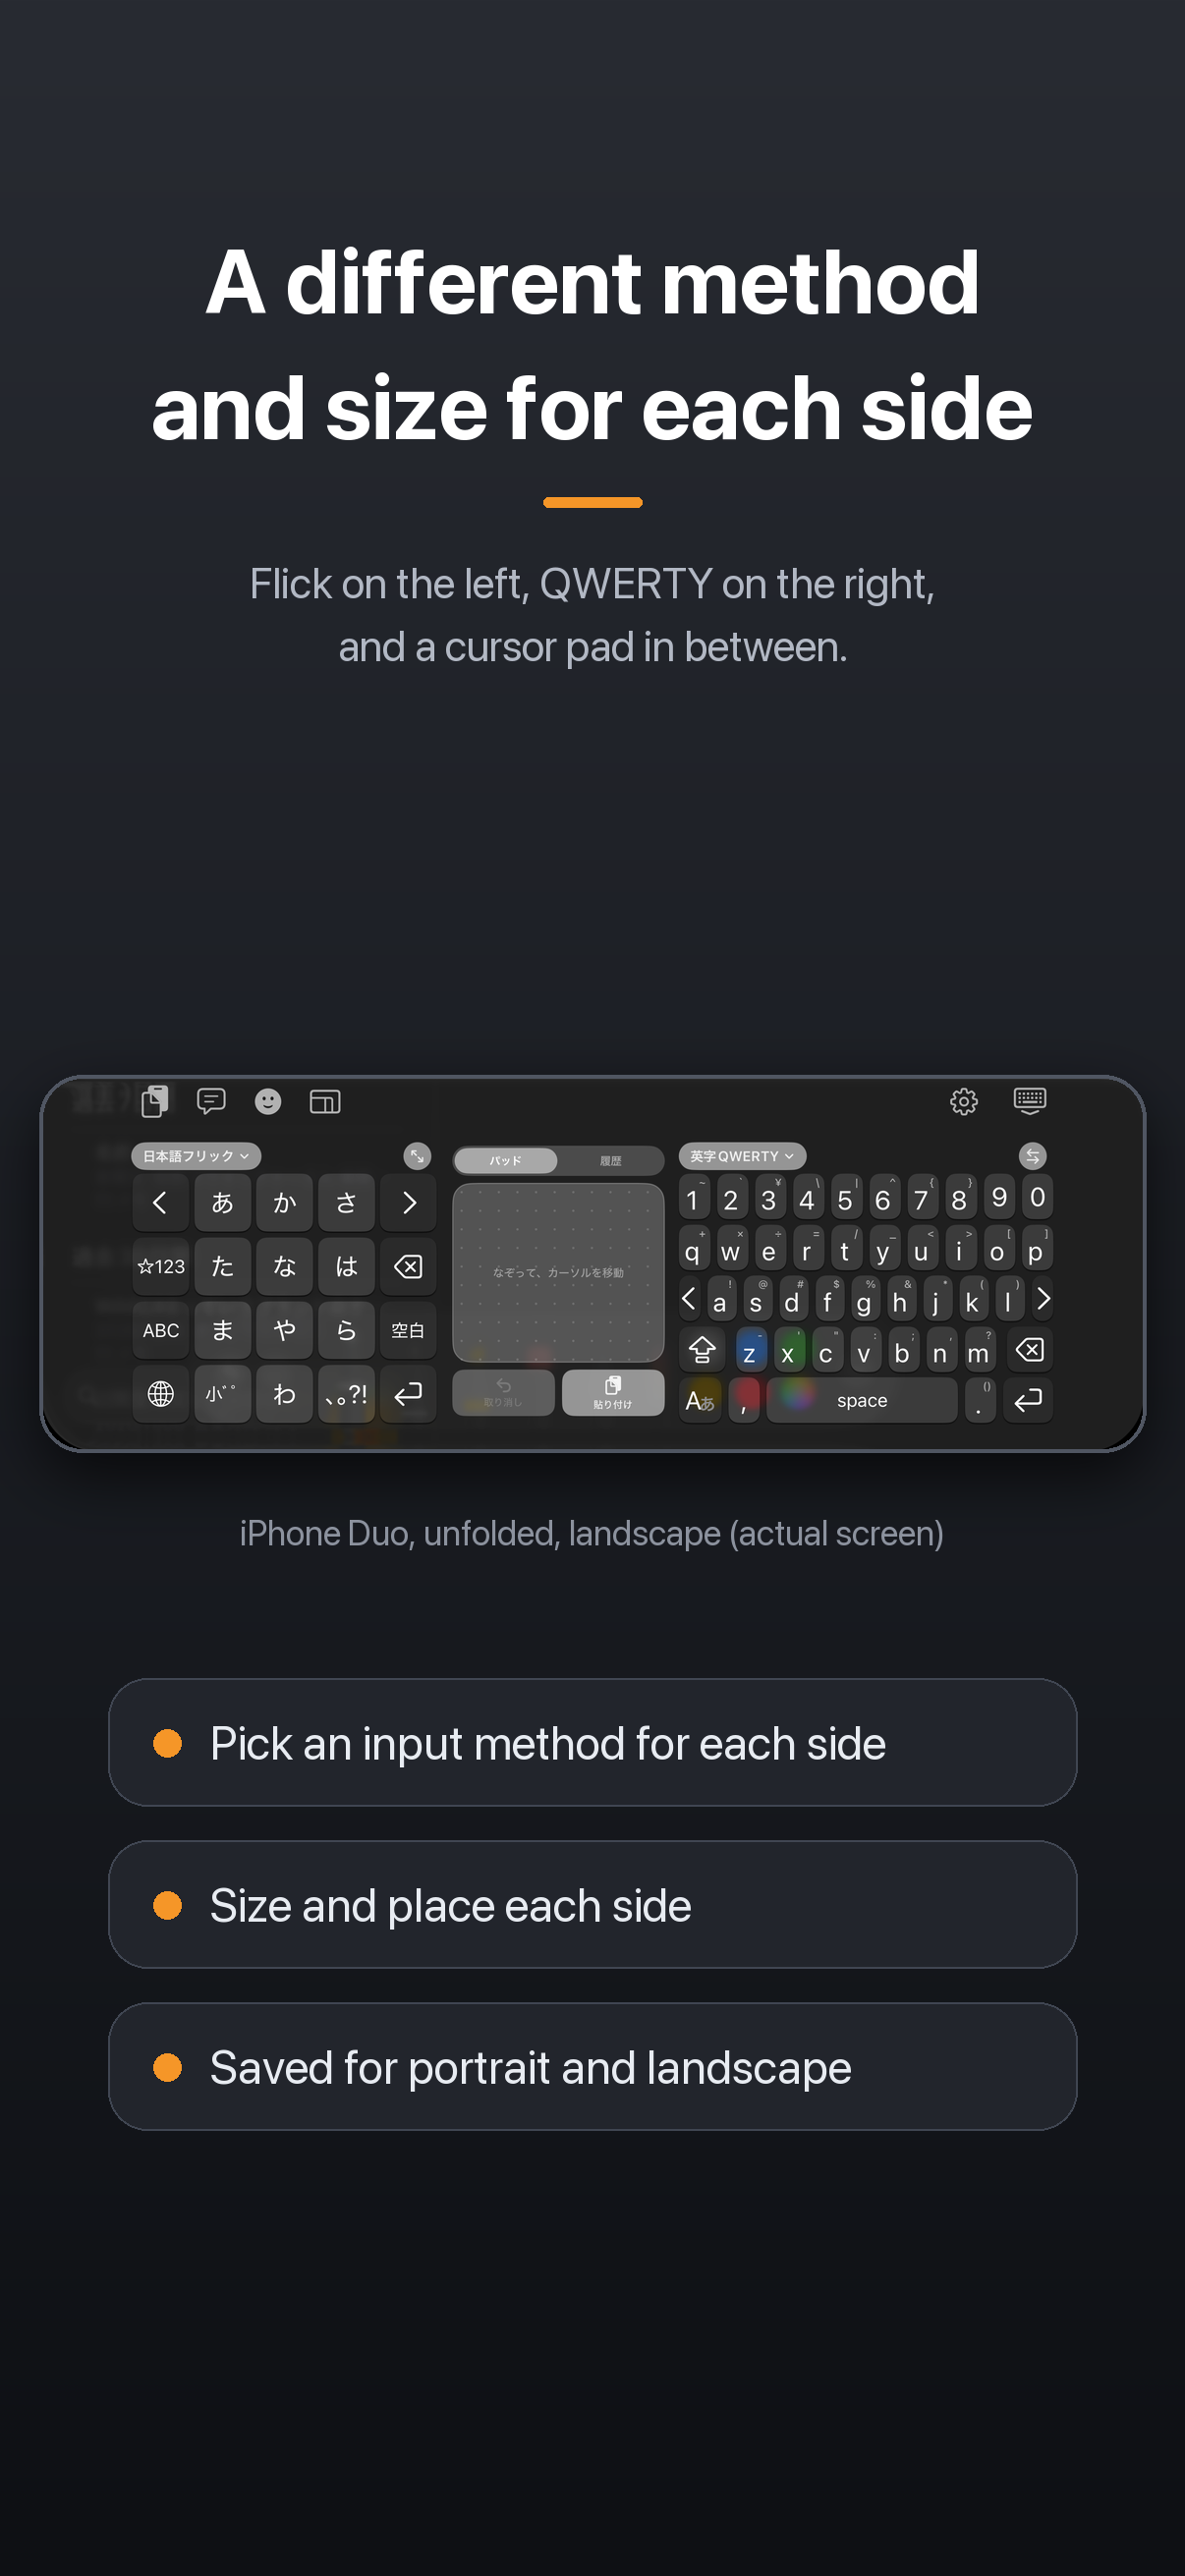 A different method
and size for each side
Flick on the left, QWERTY on the right,
and a cursor pad in between.
日本語フリック
パッド 履歴
英字QWERTY
あ か さ
☆123 た な は
ABC ま や ら 空白
小゛゜ わ 、。?!
なぞって、カーソルを移動
取り消し 貼り付け
1 2 3 4 5 6 7 8 9 0
q w e r t y u i o p
a s d f g h j k l
z x c v b n m
Aあ , space .
iPhone Duo, unfolded, landscape (actual screen)
Pick an input method for each side
Size and place each side
Saved for portrait and landscape